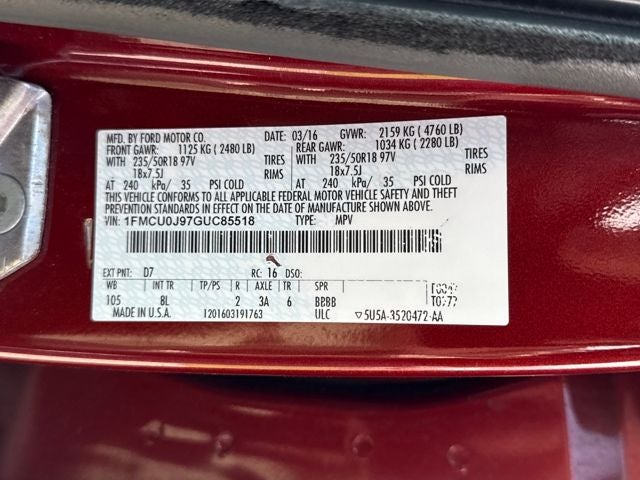 MFD. BY FORD MOTOR CO. 03/16 GVWR: 2159 KG ( 4760 LB)
FRONT GAWR: 1125 KG ( 2480 LB) REAR GAWR: 1034 KG ( 2280 LB)
WITH 235/50R18 97V TIRES WITH 235/50R18 97V TIRES
18x7.5J RIMS 18x7.5J RIMS
AT 240 kPa/ 35 PSI COLD AT 240 kPa/ 35 PSI COLD
THIS VEHICLE CONFORMS TO ALL APPLICABLE FEDERAL MOTOR VEHICLE SAFETY AND THEFT
PREVENTION STANDARDS IN EFFECT ON THE DATE OF MANUFACTURE SHOWN ABOVE.
VIN: 1FMCU0J97GUC85518 TYPE: MPV
EXT PNT: D7 RC: 16 DSO:
WB INT TR TP/PS R AXLE TR SPR
105 8L 2 3A 6 BBBB
MADE IN U.S.A. 1201603191763 ULC ▽5U5A-3520472-AA